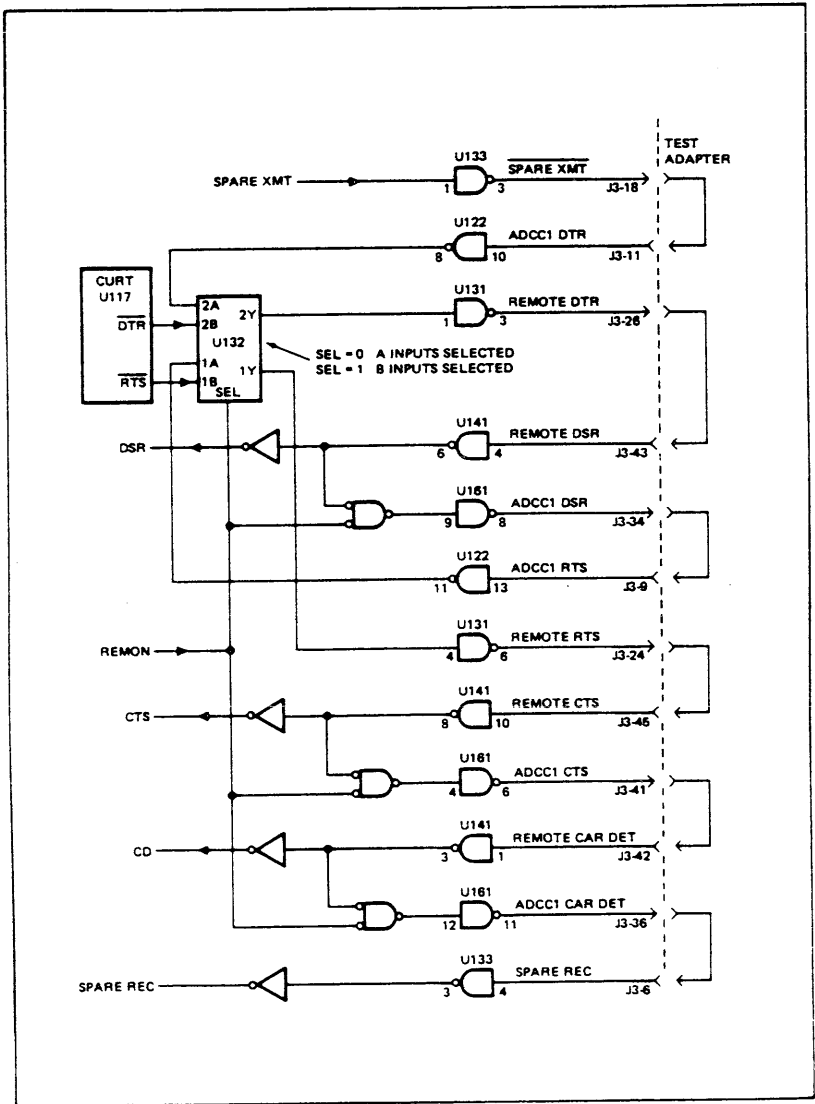 TEST
ADAPTER
U133
SPARE XMT
SPARE XMT
1
3
J3-18
U122
ADCC1 DTR
8
10
J3-11
CURT
U117
DTR
RTS
2A
2B
U132
1A
1B
SEL
2Y
1Y
U131
REMOTE DTR
1
3
J3-26
SEL = 0 A INPUTS SELECTED
SEL = 1 B INPUTS SELECTED
U141
REMOTE DSR
DSR
6
4
J3-43
U161
ADCC1 DSR
9
8
J3-34
U122
ADCC1 RTS
11
13
J3-9
U131
REMOTE RTS
REMON
4
6
J3-24
U141
REMOTE CTS
CTS
8
10
J3-45
U161
ADCC1 CTS
4
6
J3-41
U141
REMOTE CAR DET
CD
3
1
J3-42
U161
ADCC1 CAR DET
12
11
J3-36
U133
SPARE REC
SPARE REC
3
4
J3-6